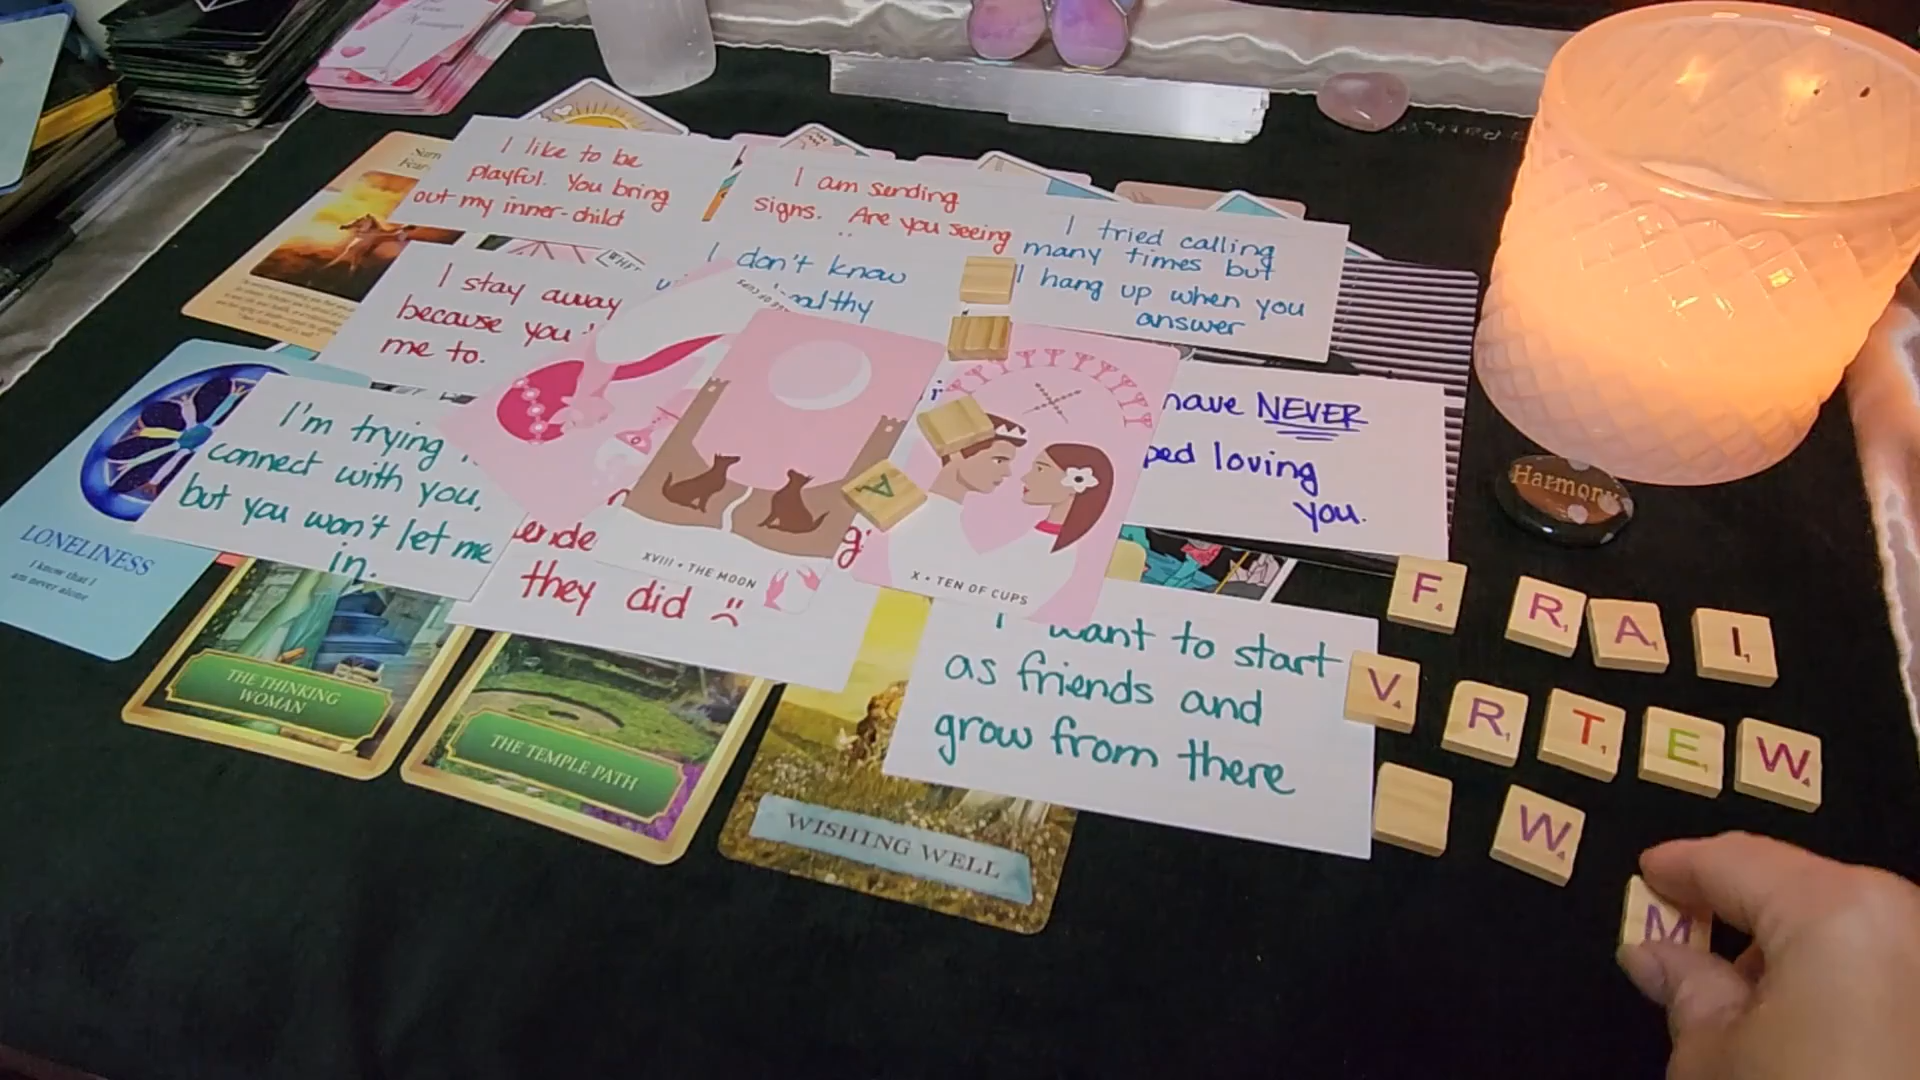 I like to be
playful. You bring
out my inner-child
I am sending
signs. Are you seeing
I tried calling
many times but
I hang up when you
answer
I don't know
I stay away
because you
me to.
I'm trying
connect with you,
but you won't let me
in.
have NEVER
loving
you.
they did
XVIII • THE MOON
X • TEN OF CUPS
want to start
as friends and
grow from there
LONELINESS
I know that I
am never alone
THE THINKING
WOMAN
THE TEMPLE PATH
WISHING WELL
Harmony
A
F R A I
V R T E W
W
M